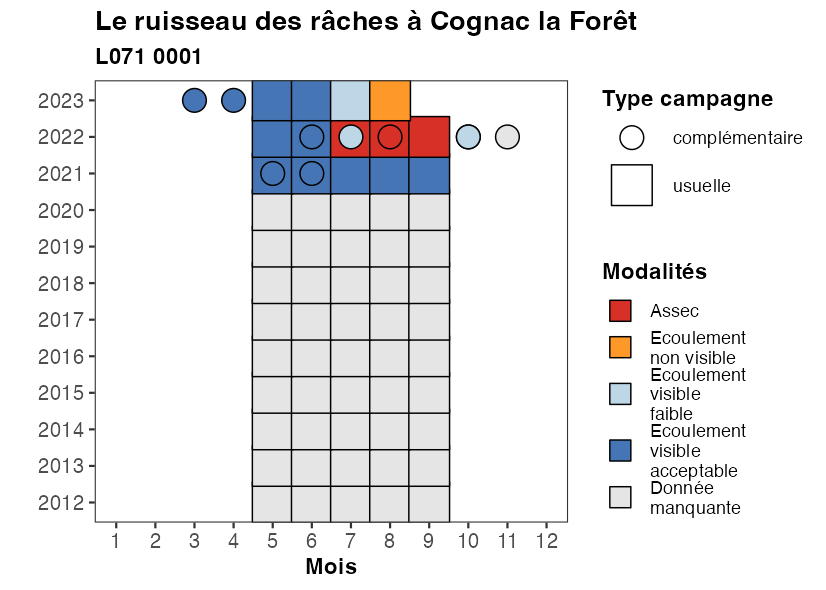 Le ruisseau des râches à Cognac la Forêt
L071 0001
2023
2022
2021
2020
2019
2018
2017
2016
2015
2014
2013
2012
1 2 3 4 5 6 7 8 9 10 11 12
Mois
Type campagne
complémentaire
usuelle
Modalités
Assec
Ecoulement
non visible
Ecoulement
visible
faible
Ecoulement
visible
acceptable
Donnée
manquante